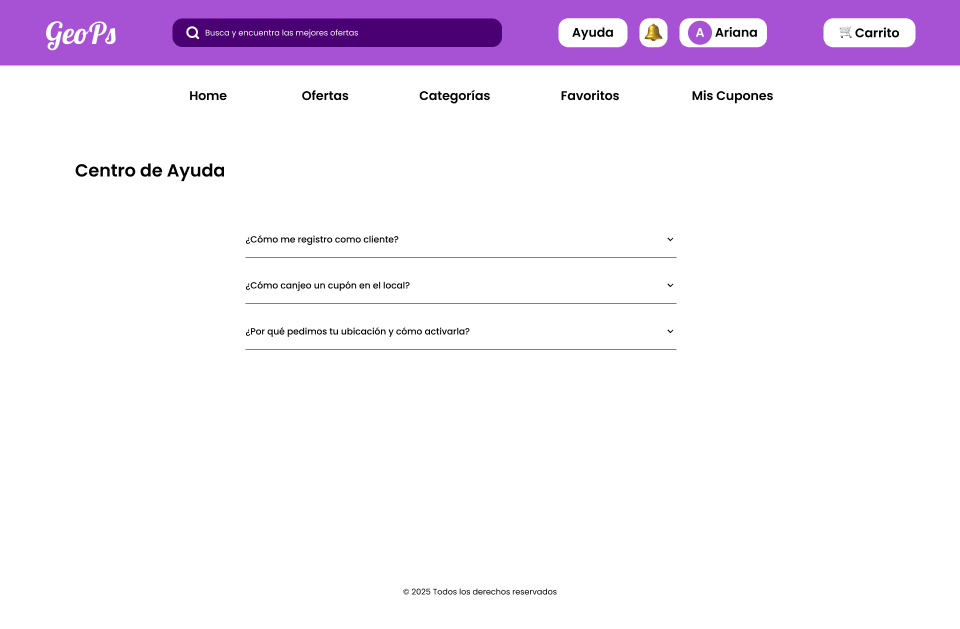 GeoPs
Busca y encuentra las mejores ofertas
Ayuda
A Ariana
Carrito
Home Ofertas Categorías Favoritos Mis Cupones
Centro de Ayuda
¿Cómo me registro como cliente?
¿Cómo canjeo un cupón en el local?
¿Por qué pedimos tu ubicación y cómo activarla?
© 2025 Todos los derechos reservados